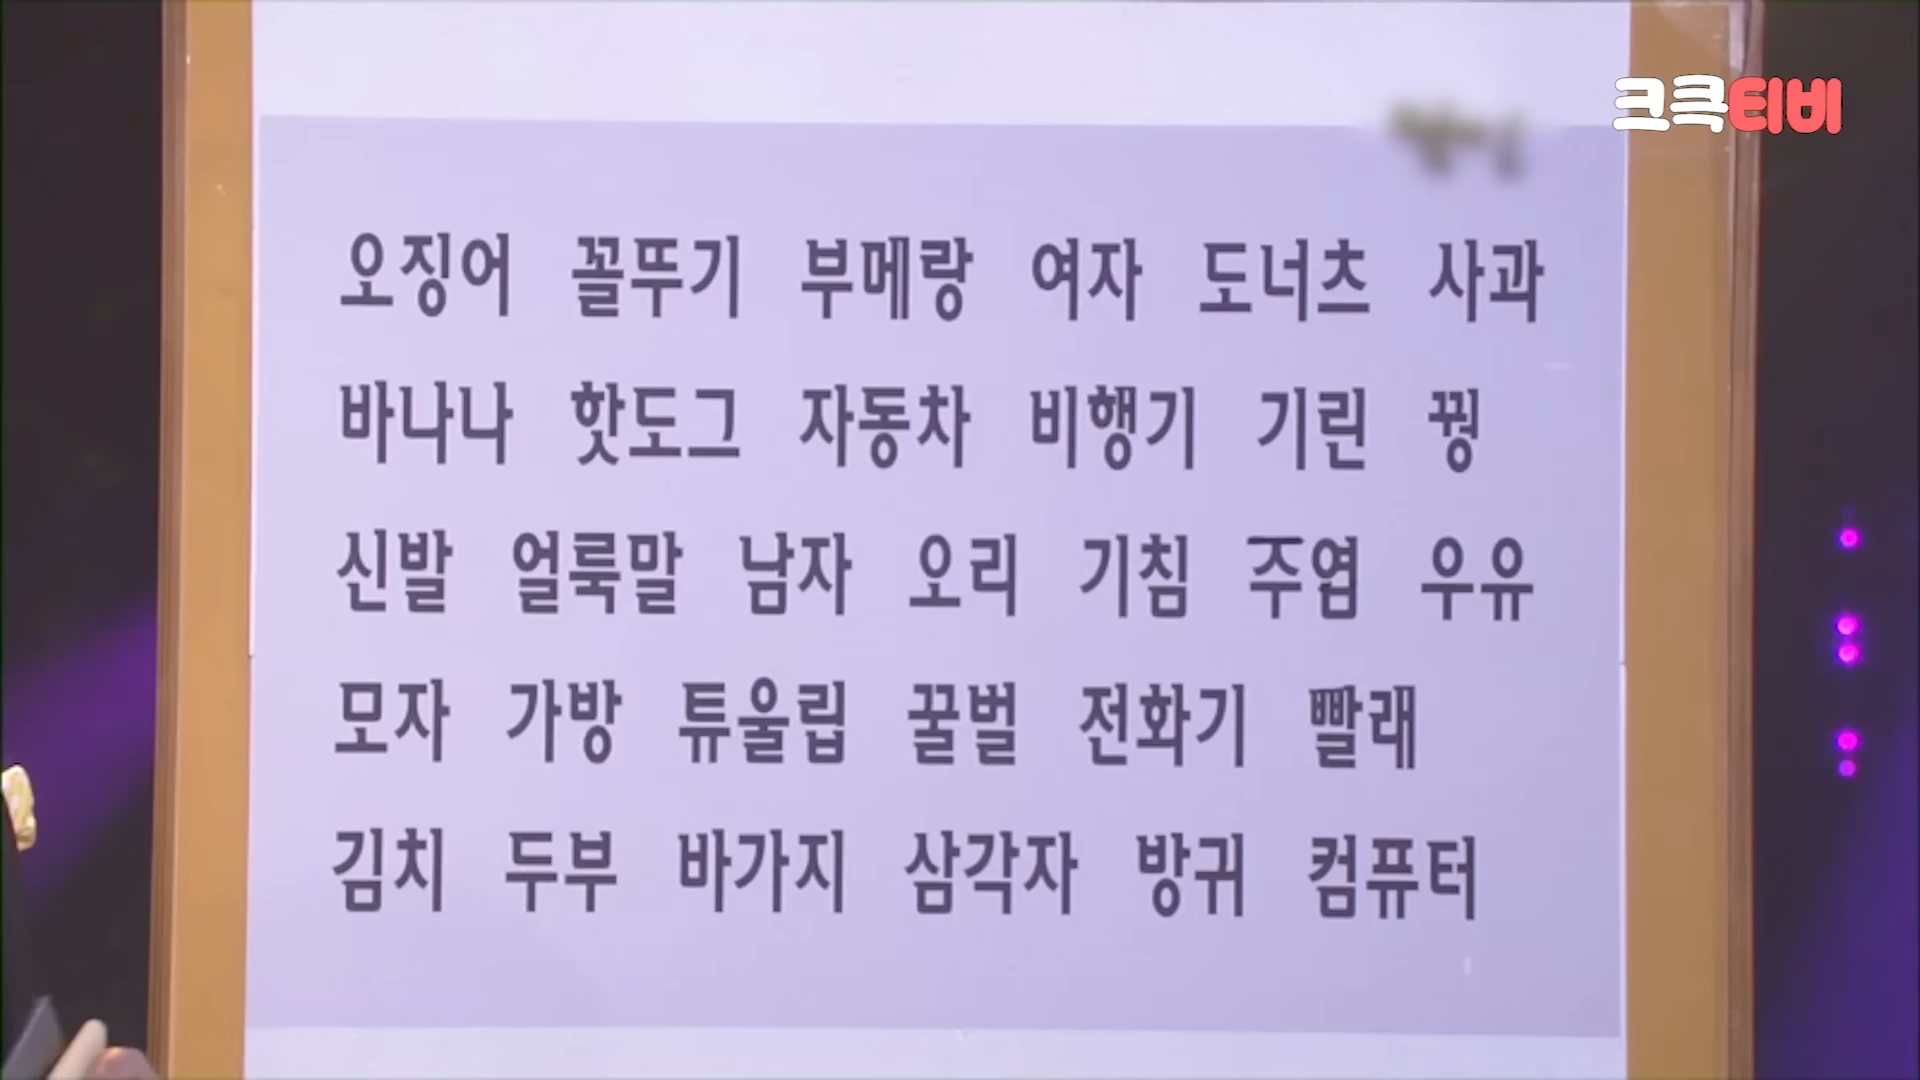 크큭티비
오징어 꼴뚜기 부메랑 여자 도너츠 사과
바나나 핫도그 자동차 비행기 기린 꿩
신발 얼룩말 남자 오리 기침 주엽 우유
모자 가방 튜울립 꿀벌 전화기 빨래
김치 두부 바가지 삼각자 방귀 컴퓨터